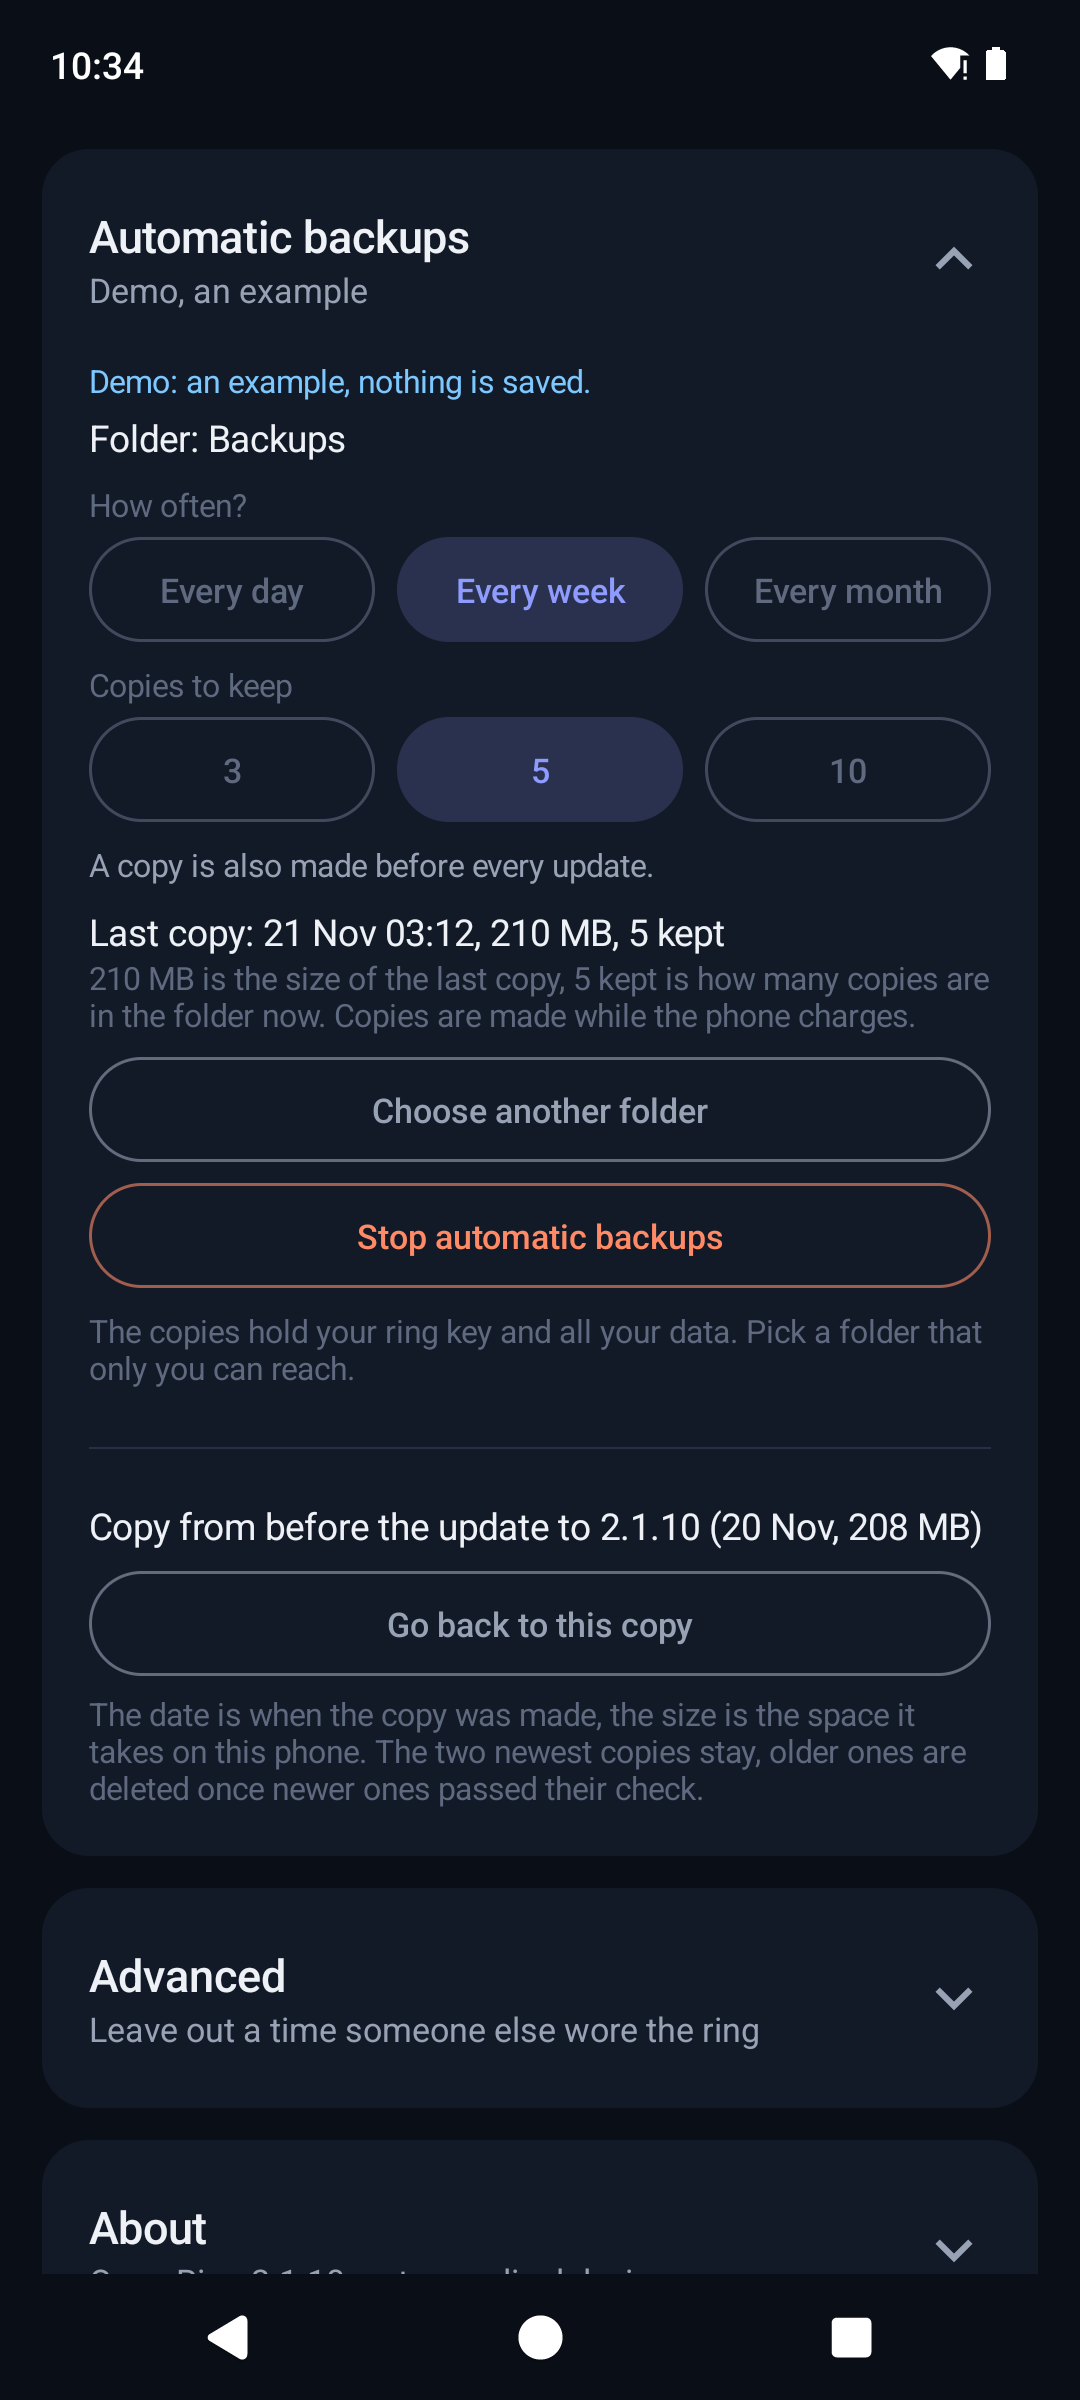 10:34
Automatic backups
Demo, an example
Demo: an example, nothing is saved.
Folder: Backups
How often?
Every day
Every week
Every month
Copies to keep
3
5
10
A copy is also made before every update.
Last copy: 21 Nov 03:12, 210 MB, 5 kept
210 MB is the size of the last copy, 5 kept is how many copies are
in the folder now. Copies are made while the phone charges.
Choose another folder
Stop automatic backups
The copies hold your ring key and all your data. Pick a folder that
only you can reach.
Copy from before the update to 2.1.10 (20 Nov, 208 MB)
Go back to this copy
The date is when the copy was made, the size is the space it
takes on this phone. The two newest copies stay, older ones are
deleted once newer ones passed their check.
Advanced
Leave out a time someone else wore the ring
About